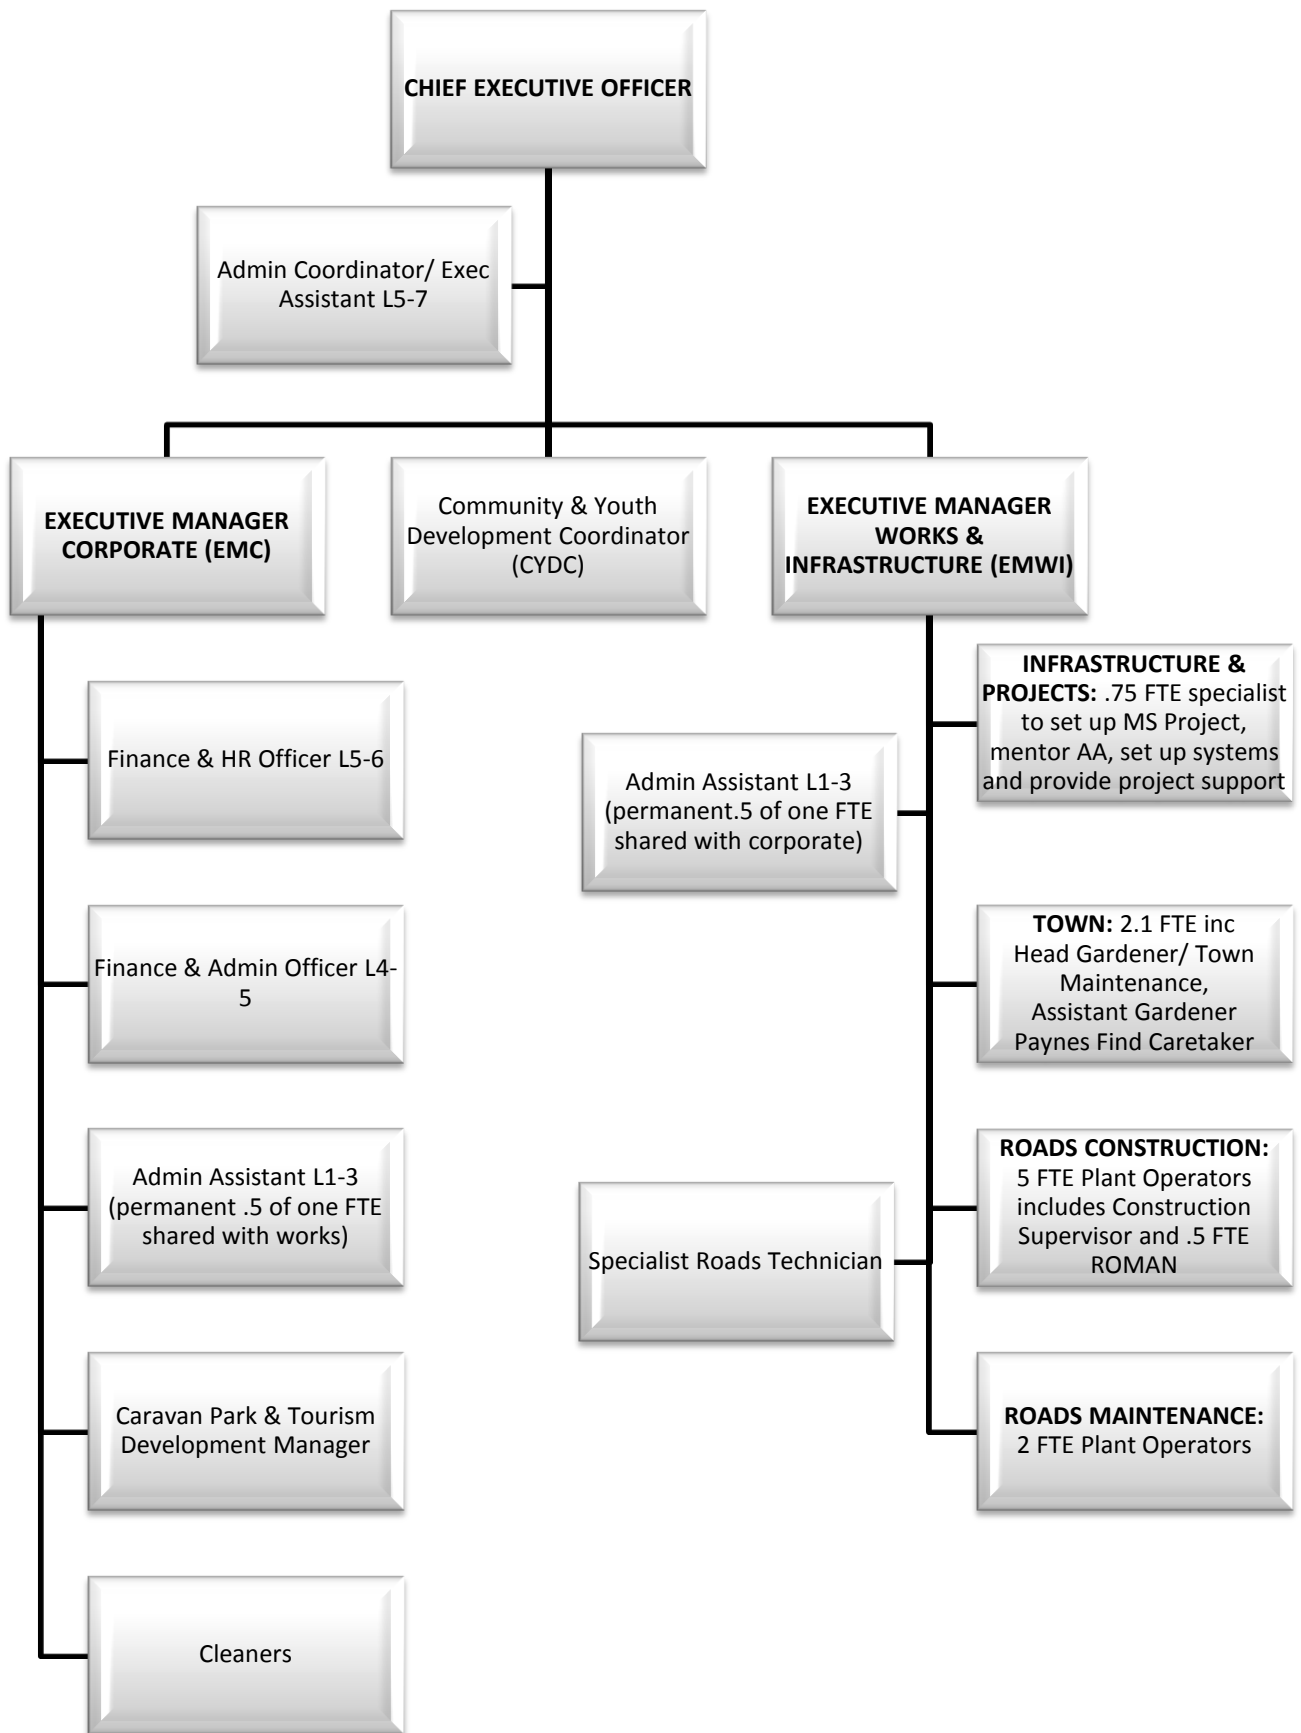 CHIEF EXECUTIVE OFFICER
Admin Coordinator/ Exec
Assistant L5-7
EXECUTIVE MANAGER
CORPORATE (EMC)
Community & Youth
Development Coordinator
(CYDC)
EXECUTIVE MANAGER
WORKS &
INFRASTRUCTURE (EMWI)
Finance & HR Officer L5-6
Finance & Admin Officer L4-
5
Admin Assistant L1-3
(permanent .5 of one FTE
shared with works)
Caravan Park & Tourism
Development Manager
Cleaners
Admin Assistant L1-3
(permanent.5 of one FTE
shared with corporate)
Specialist Roads Technician
INFRASTRUCTURE &
PROJECTS: .75 FTE specialist
to set up MS Project,
mentor AA, set up systems
and provide project support
TOWN: 2.1 FTE inc
Head Gardener/ Town
Maintenance,
Assistant Gardener
Paynes Find Caretaker
ROADS CONSTRUCTION:
5 FTE Plant Operators
includes Construction
Supervisor and .5 FTE
ROMAN
ROADS MAINTENANCE:
2 FTE Plant Operators